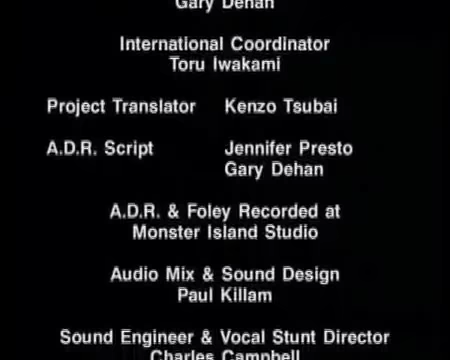 Gary Dehan
International Coordinator
Toru Iwakami
Project Translator Kenzo Tsubai
A.D.R. Script Jennifer Presto
Gary Dehan
A.D.R. & Foley Recorded at
Monster Island Studio
Audio Mix & Sound Design
Paul Killam
Sound Engineer & Vocal Stunt Director
Charles Campbell